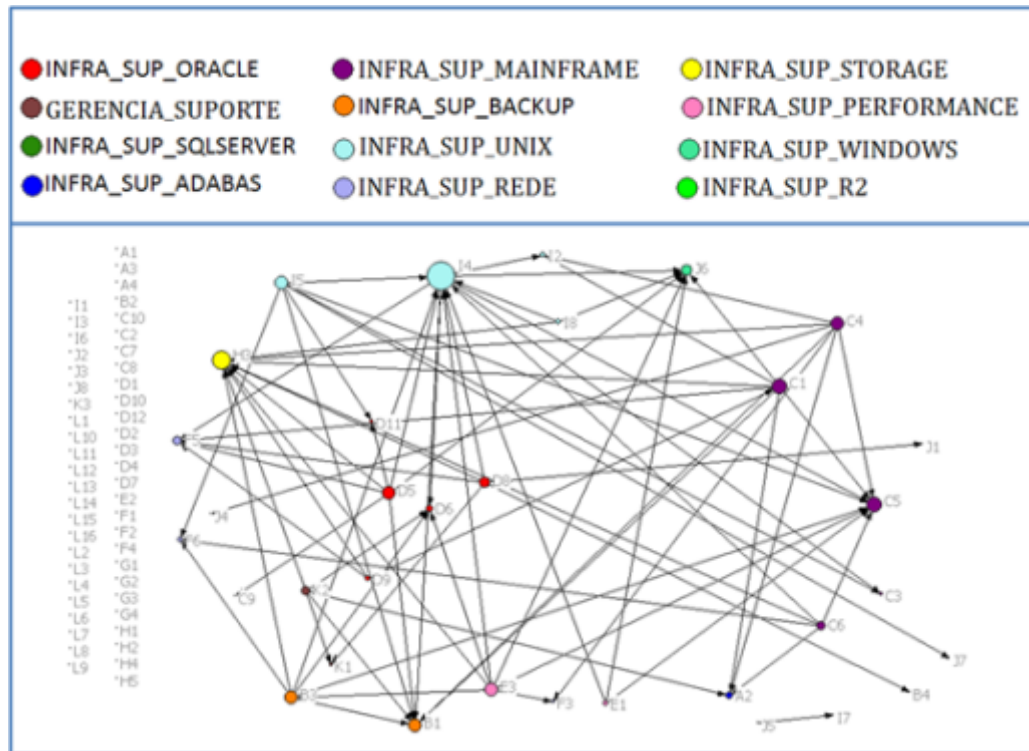 INFRA_SUP_ORACLE INFRA_SUP_MAINFRAME INFRA_SUP_STORAGE
GERENCIA_SUPORTE INFRA_SUP_BACKUP INFRA_SUP_PERFORMANCE
INFRA_SUP_SQLSERVER INFRA_SUP_UNIX INFRA_SUP_WINDOWS
INFRA_SUP_ADABAS INFRA_SUP_REDE INFRA_SUP_R2
A1
A3
A4
B2
C10
C2
C7
C8
D1
D10
D12
D2
D3
D4
D7
E2
F1
F2
F4
G1
G2
G3
G4
H1
H2
H4
H5
I1
I3
I6
J2
J3
J8
K3
L1
L10
L11
L12
L13
L14
L15
L16
L2
L3
L4
L5
L6
L7
L8
L9
I2
I4
J6
I5
I8
C4
H3
C1
D11
F5
J1
D8
D5
C5
D6
J4
F6
D9
K2
C9
C3
C6
K1
J7
E3
B3
B4
A2
F3
E1
I7
B1
J5